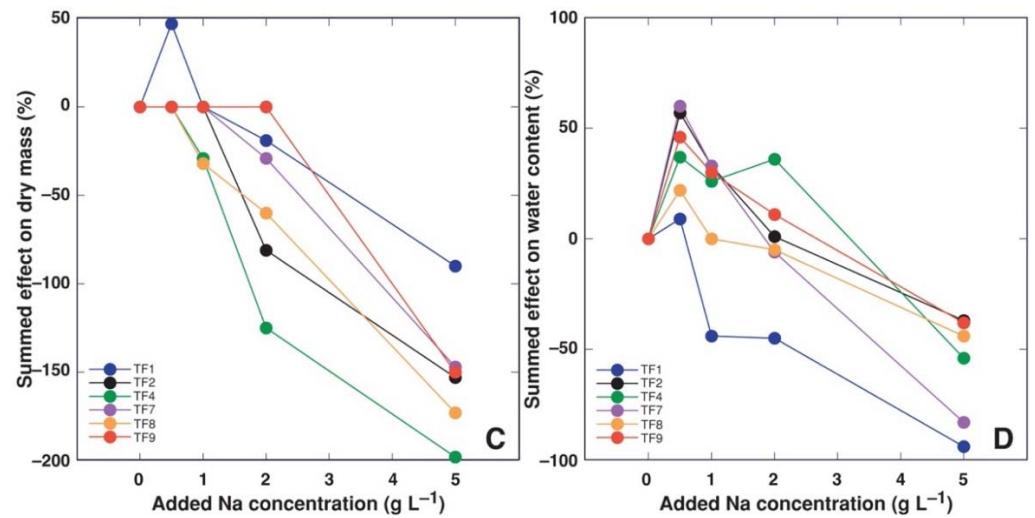 50
0
−50
−100
−150
−200
Summed effect on dry mass (%)
TF1
TF2
TF4
TF7
TF8
TF9
C
0 1 2 3 4 5
Added Na concentration (g L⁻¹)
100
50
0
−50
−100
Summed effect on water content (%)
TF1
TF2
TF4
TF7
TF8
TF9
D
0 1 2 3 4 5
Added Na concentration (g L⁻¹)